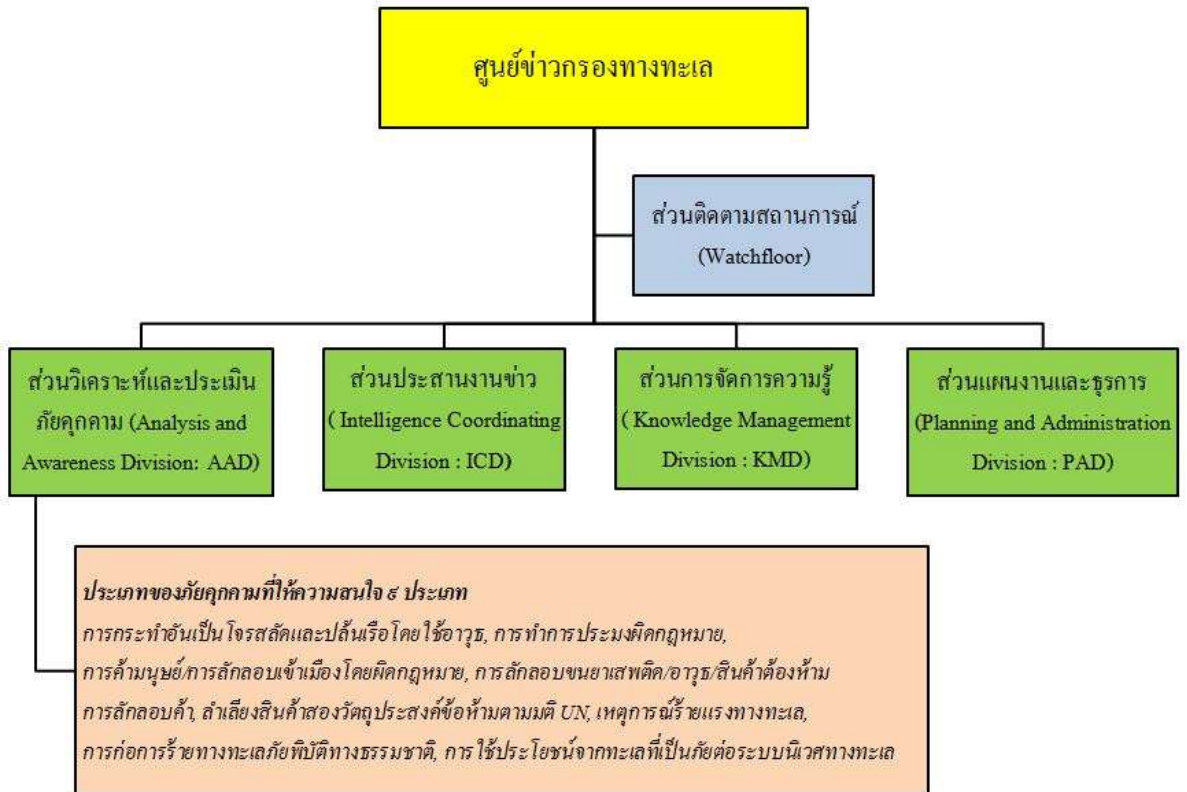 ศูนย์ข่าวกรองทางทะเล
ส่วนติดตามสถานการณ์
(Watchfloor)
ส่วนวิเคราะห์และประเมิน
ภัยคุกคาม (Analysis and
Awareness Division: AAD)
ส่วนประสานงานข่าว
( Intelligence Coordinating
Division : ICD)
ส่วนการจัดการความรู้
( Knowledge Management
Division : KMD)
ส่วนแผนงานและธุรการ
(Planning and Administration
Division : PAD)
ประเภทของภัยคุกคามที่ให้ความสนใจ ๙ ประเภท
การกระทำอันเป็นโจรสลัดและปล้นเรือโดยใช้อาวุธ, การทำการประมงผิดกฎหมาย,
การค้ามนุษย์/การลักลอบเข้าเมืองโดยผิดกฎหมาย, การลักลอบขนยาเสพติด/อาวุธ/สินค้าต้องห้าม
การลักลอบค้า, ลำเลียงสินค้าสองวัตถุประสงค์ข้อห้ามตามมติ UN, เหตุการณ์ร้ายแรงทางทะเล,
การก่อการร้ายทางทะเลภัยพิบัติทางธรรมชาติ, การใช้ประโยชน์จากทะเลที่เป็นภัยต่อระบบนิเวศทางทะเล